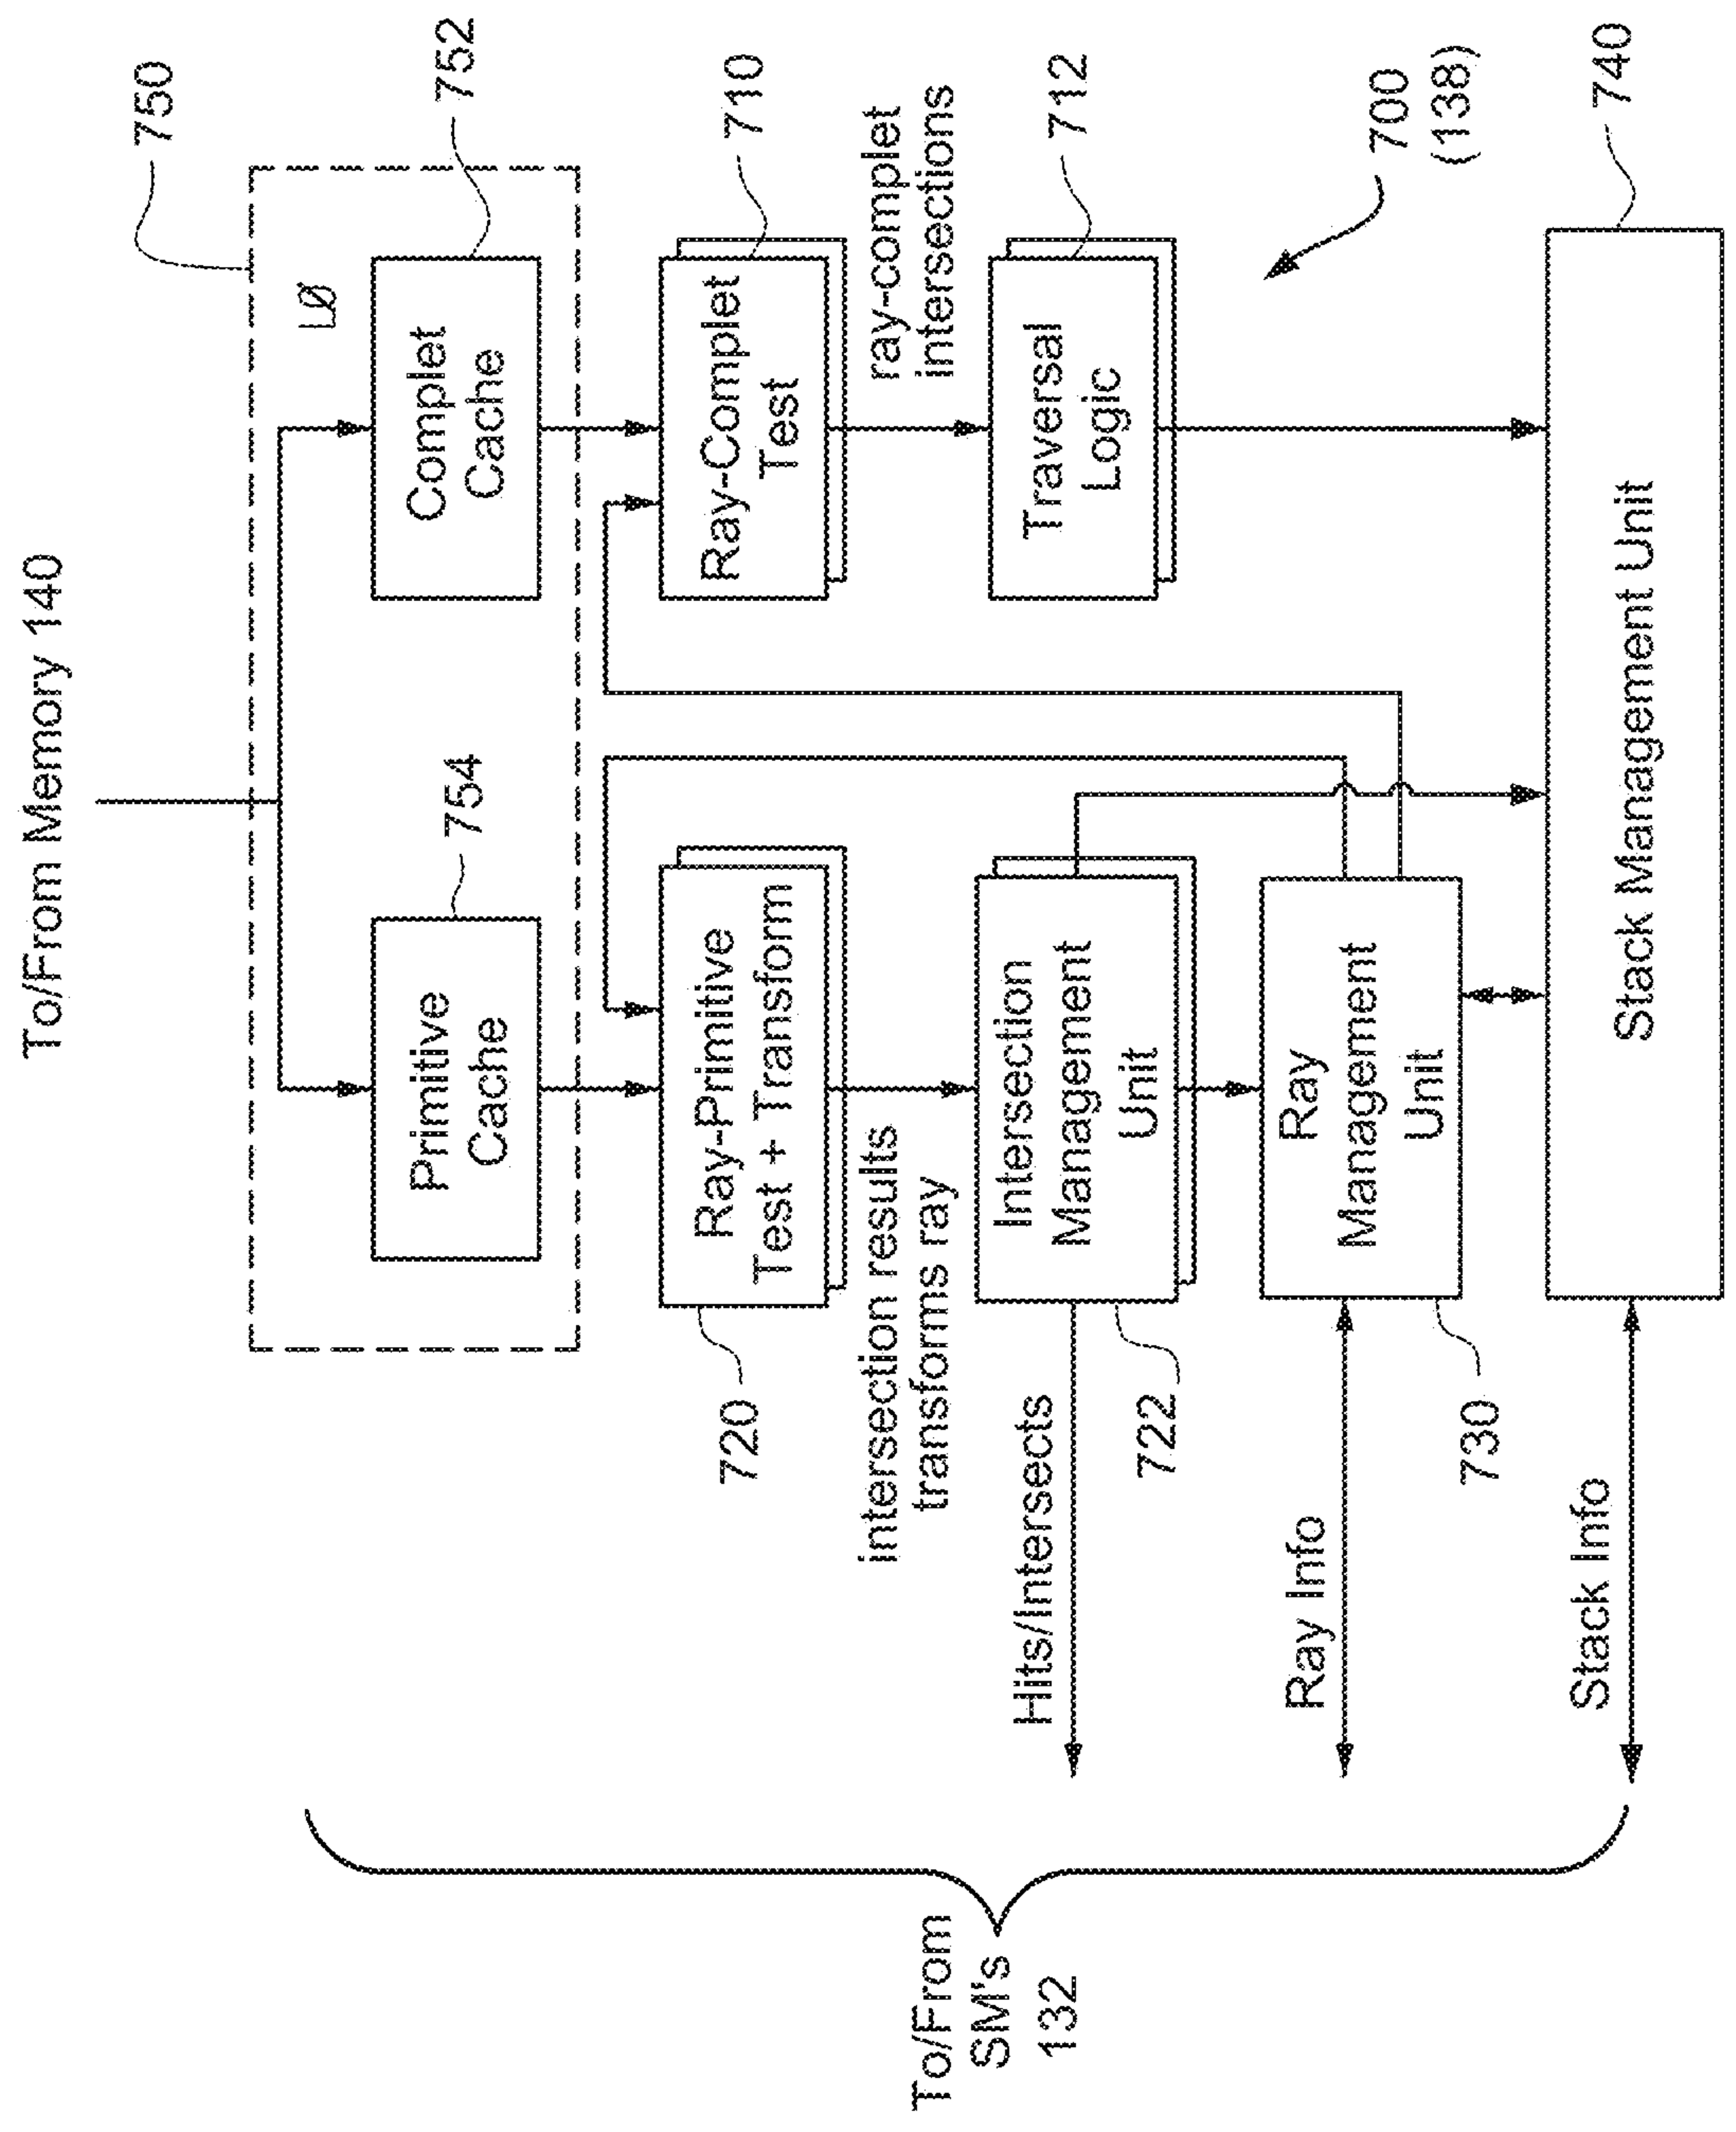 To/From Memory 140
750
LØ
752
Complet
Cache
754
Primitive
Cache
710
Ray-Complet
Test
720
Ray-Primitive
Test + Transform
ray-complet
intersections
intersection results
transforms ray
712
Traversal
Logic
722
Intersection
Management
Unit
Hits/Intersects
700
(138)
730
Ray
Management
Unit
Ray Info
740
Stack Management Unit
Stack Info
To/From
SM's
132